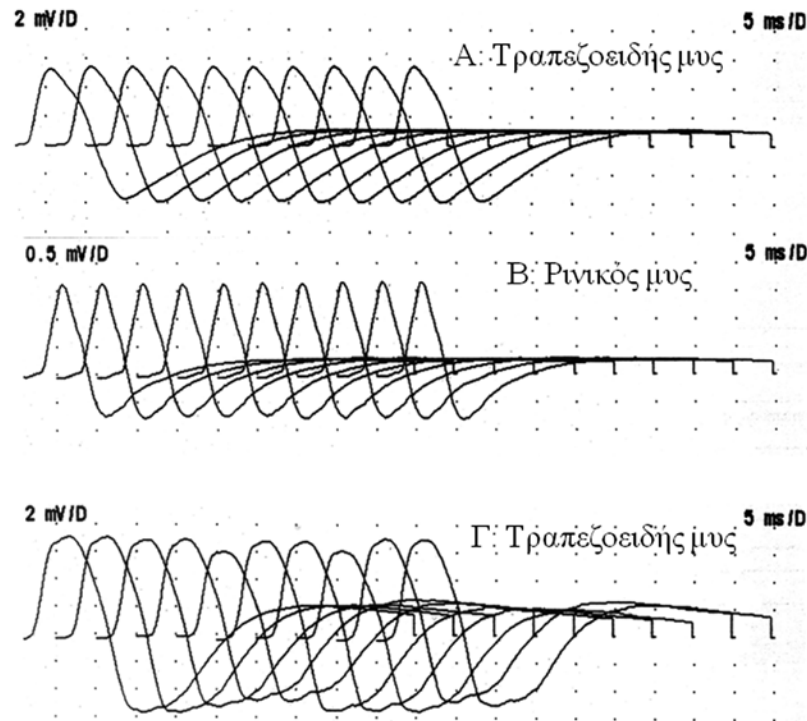 2 mV/D 5 ms/D
Α: Τραπεζοειδής μυς
0.5 mV/D 5 ms/D
Β: Ρινικός μυς
2 mV/D 5 ms/D
Γ: Τραπεζοειδής μυς